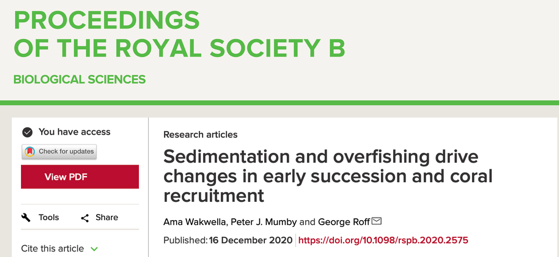 PROCEEDINGS
OF THE ROYAL SOCIETY B
BIOLOGICAL SCIENCES
You have access
Check for updates
View PDF
Tools Share
Cite this article
Research articles
Sedimentation and overfishing drive
changes in early succession and coral
recruitment
Ama Wakwella, Peter J. Mumby and George Roff
Published: 16 December 2020 https://doi.org/10.1098/rspb.2020.2575